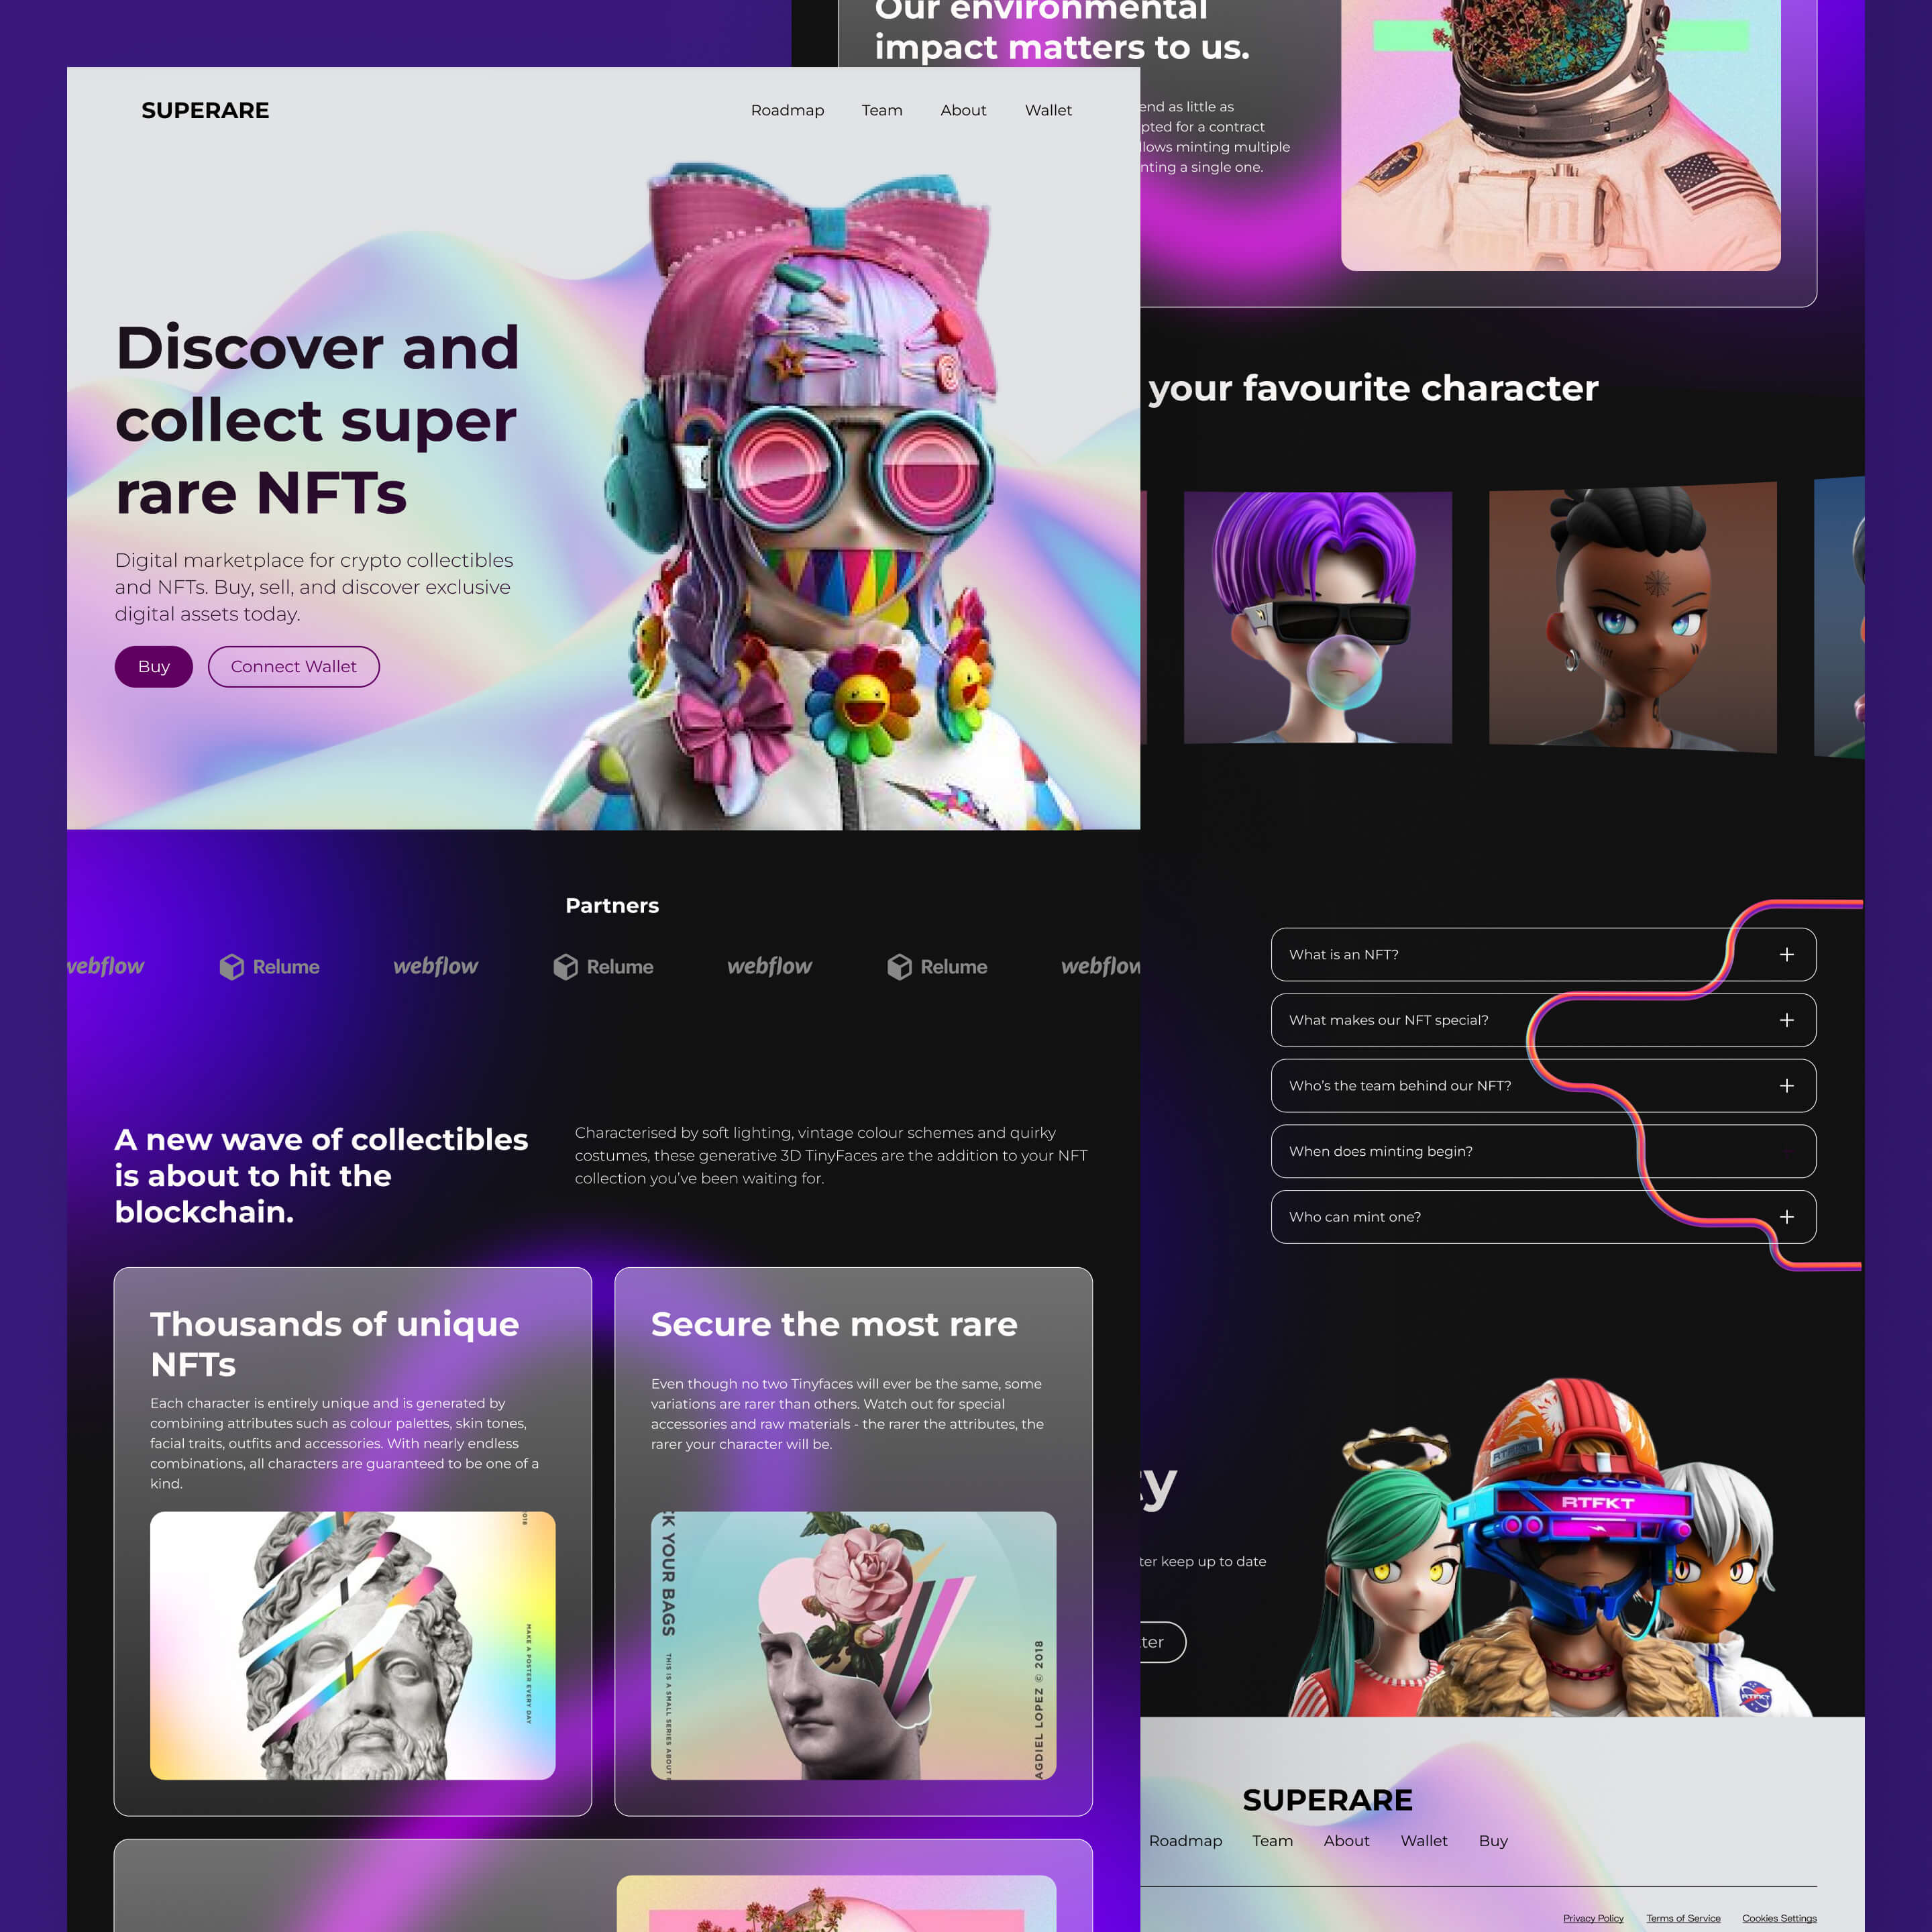 SUPERARE
Roadmap Team About Wallet
Discover and
collect super
rare NFTs
Digital marketplace for crypto collectibles
and NFTs. Buy, sell, and discover exclusive
digital assets today.
Buy Connect Wallet
Partners
webflow Relume webflow Relume webflow Relume webflow
A new wave of collectibles
is about to hit the
blockchain.
Characterised by soft lighting, vintage colour schemes and quirky
costumes, these generative 3D TinyFaces are the addition to your NFT
collection you've been waiting for.
Thousands of unique
NFTs
Each character is entirely unique and is generated by
combining attributes such as colour palettes, skin tones,
facial traits, outfits and accessories. With nearly endless
combinations, all characters are guaranteed to be one of a
kind.
018
MAKE A POSTER EVERY DAY
Secure the most rare
Even though no two Tinyfaces will ever be the same, some
variations are rarer than others. Watch out for special
accessories and raw materials - the rarer the attributes, the
rarer your character will be.
CK YOUR BAGS
THIS IS A SMALL SERIES ABOUT
AGDIEL LOPEZ © 2018
Our environmental
impact matters to us.
end as little as
pted for a contract
llows minting multiple
nting a single one.
your favourite character
What is an NFT?
What makes our NFT special?
Who's the team behind our NFT?
When does minting begin?
Who can mint one?
ty
ter keep up to date
ter
RTFKT
RTFKT
RTFKT
SUPERARE
Roadmap Team About Wallet Buy
Privacy Policy Terms of Service Cookies Settings